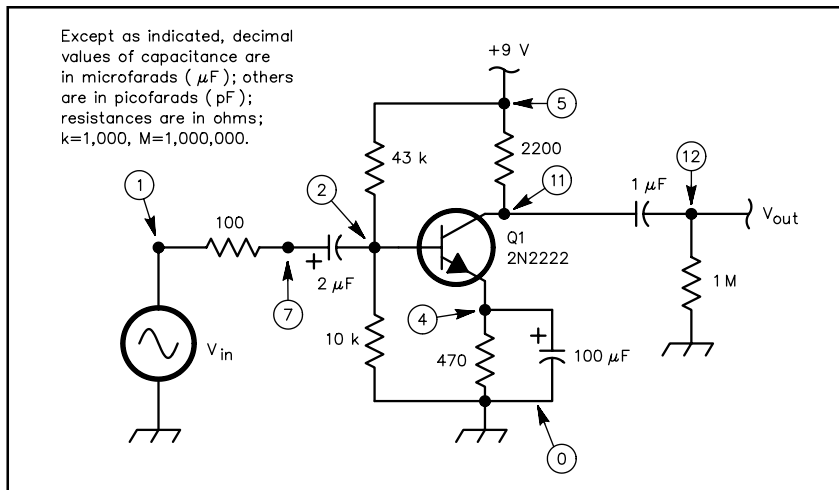 Except as indicated, decimal
values of capacitance are
in microfarads ( μF); others
are in picofarads ( pF);
resistances are in ohms;
k=1,000, M=1,000,000.
+9 V
5
43 k
2200
1
2
11
12
1 μF
Vout
100
Q1
2N2222
+
2 μF
7
1 M
4
Vin
10 k
470
+
100 μF
0